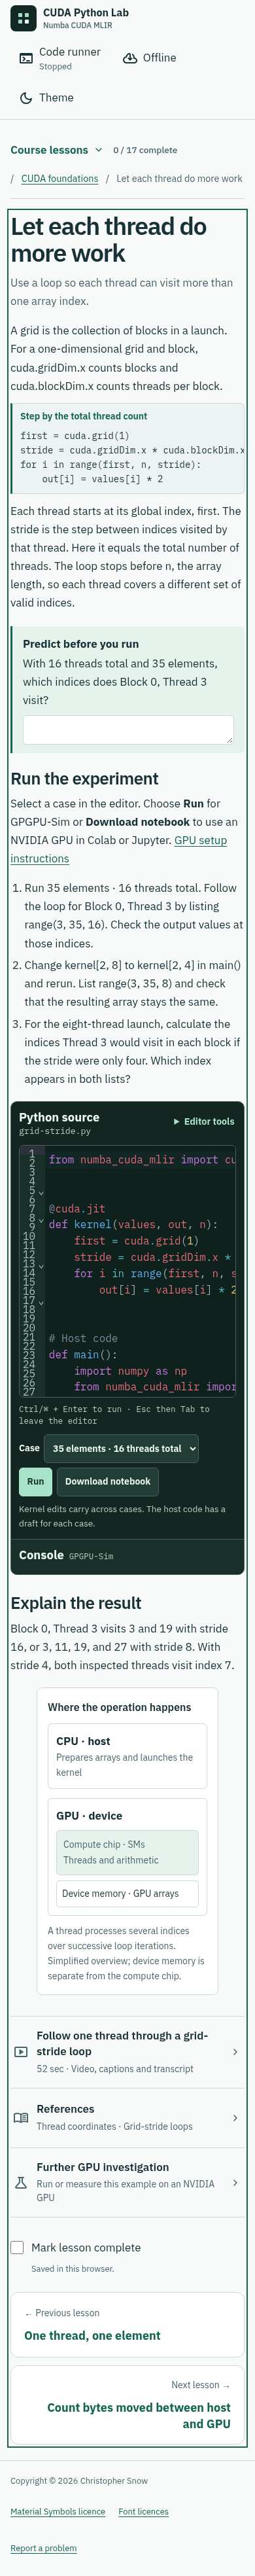 CUDA Python Lab
Numba CUDA MLIR
Code runner
Stopped
Offline
Theme
Course lessons
0 / 17 complete
/ CUDA foundations / Let each thread do more work
Let each thread do
more work
Use a loop so each thread can visit more than
one array index.
A grid is the collection of blocks in a launch.
For a one-dimensional grid and block,
cuda.gridDim.x counts blocks and
cuda.blockDim.x counts threads per block.
Step by the total thread count
first = cuda.grid(1)
stride = cuda.gridDim.x * cuda.blockDim.x
for i in range(first, n, stride):
    out[i] = values[i] * 2
Each thread starts at its global index, first. The
stride is the step between indices visited by
that thread. Here it equals the total number of
threads. The loop stops before n, the array
length, so each thread covers a different set of
valid indices.
Predict before you run
With 16 threads total and 35 elements,
which indices does Block 0, Thread 3
visit?
Run the experiment
Select a case in the editor. Choose Run for
GPGPU-Sim or Download notebook to use an
NVIDIA GPU in Colab or Jupyter. GPU setup
instructions
1. Run 35 elements · 16 threads total. Follow
the loop for Block 0, Thread 3 by listing
range(3, 35, 16). Check the output values at
those indices.
2. Change kernel[2, 8] to kernel[2, 4] in main()
and rerun. List range(3, 35, 8) and check
that the resulting array stays the same.
3. For the eight-thread launch, calculate the
indices Thread 3 would visit in each block if
the stride were only four. Which index
appears in both lists?
Python source
grid-stride.py
Editor tools
1
2
3
4
5
6
7
8
9
10
11
12
13
14
15
16
17
18
19
20
21
22
23
24
25
26
27
from numba_cuda_mlir import cu
@cuda.jit
def kernel(values, out, n):
    first = cuda.grid(1)
    stride = cuda.gridDim.x *
    for i in range(first, n, s
        out[i] = values[i] * 2
# Host code
def main():
    import numpy as np
    from numba_cuda_mlir impor
Ctrl/⌘ + Enter to run · Esc then Tab to
leave the editor
Case 35 elements · 16 threads total
Run Download notebook
Kernel edits carry across cases. The host code has a
draft for each case.
Console GPGPU-Sim
Explain the result
Block 0, Thread 3 visits 3 and 19 with stride
16, or 3, 11, 19, and 27 with stride 8. With
stride 4, both inspected threads visit index 7.
Where the operation happens
CPU · host
Prepares arrays and launches the
kernel
GPU · device
Compute chip · SMs
Threads and arithmetic
Device memory · GPU arrays
A thread processes several indices
over successive loop iterations.
Simplified overview; device memory is
separate from the compute chip.
Follow one thread through a grid-
stride loop
52 sec · Video, captions and transcript
References
Thread coordinates · Grid-stride loops
Further GPU investigation
Run or measure this example on an NVIDIA
GPU
Mark lesson complete
Saved in this browser.
← Previous lesson
One thread, one element
Next lesson →
Count bytes moved between host
and GPU
Copyright © 2026 Christopher Snow
Material Symbols licence Font licences
Report a problem